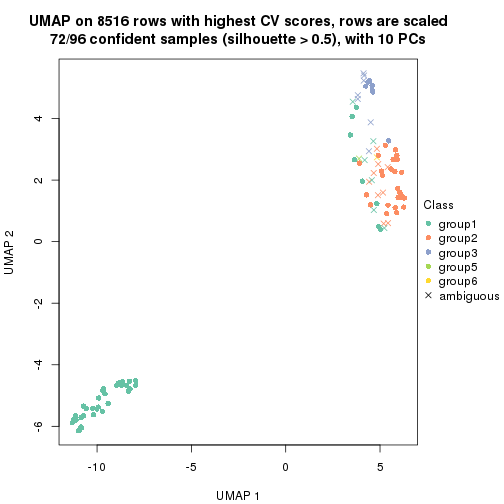 UMAP on 8516 rows with highest CV scores, rows are scaled
72/96 confident samples (silhouette > 0.5), with 10 PCs
4
2
0
-2
-4
-6
UMAP 2
-10
-5
0
5
UMAP 1
Class
group1
group2
group3
group5
group6
ambiguous